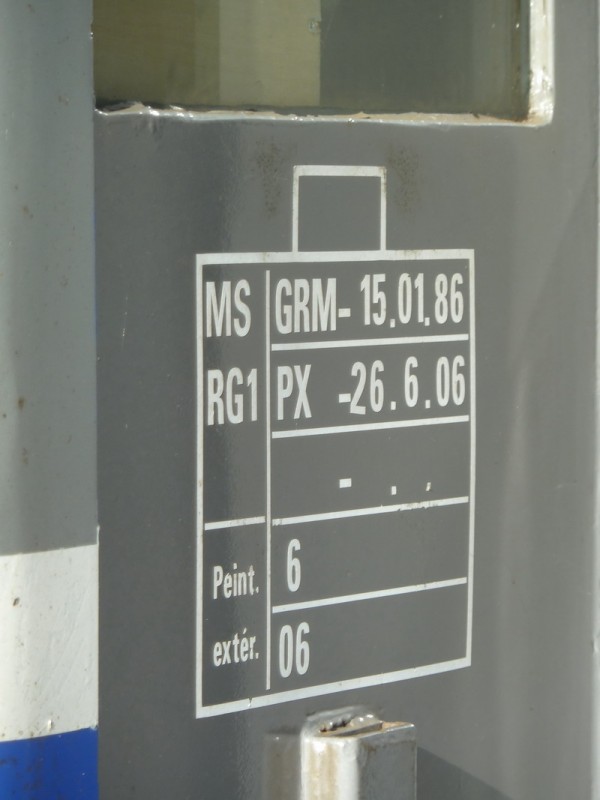 MS GRM- 15.01.86
RG1 PX -26.6.06
- . .
Peint. 6
extér. 06